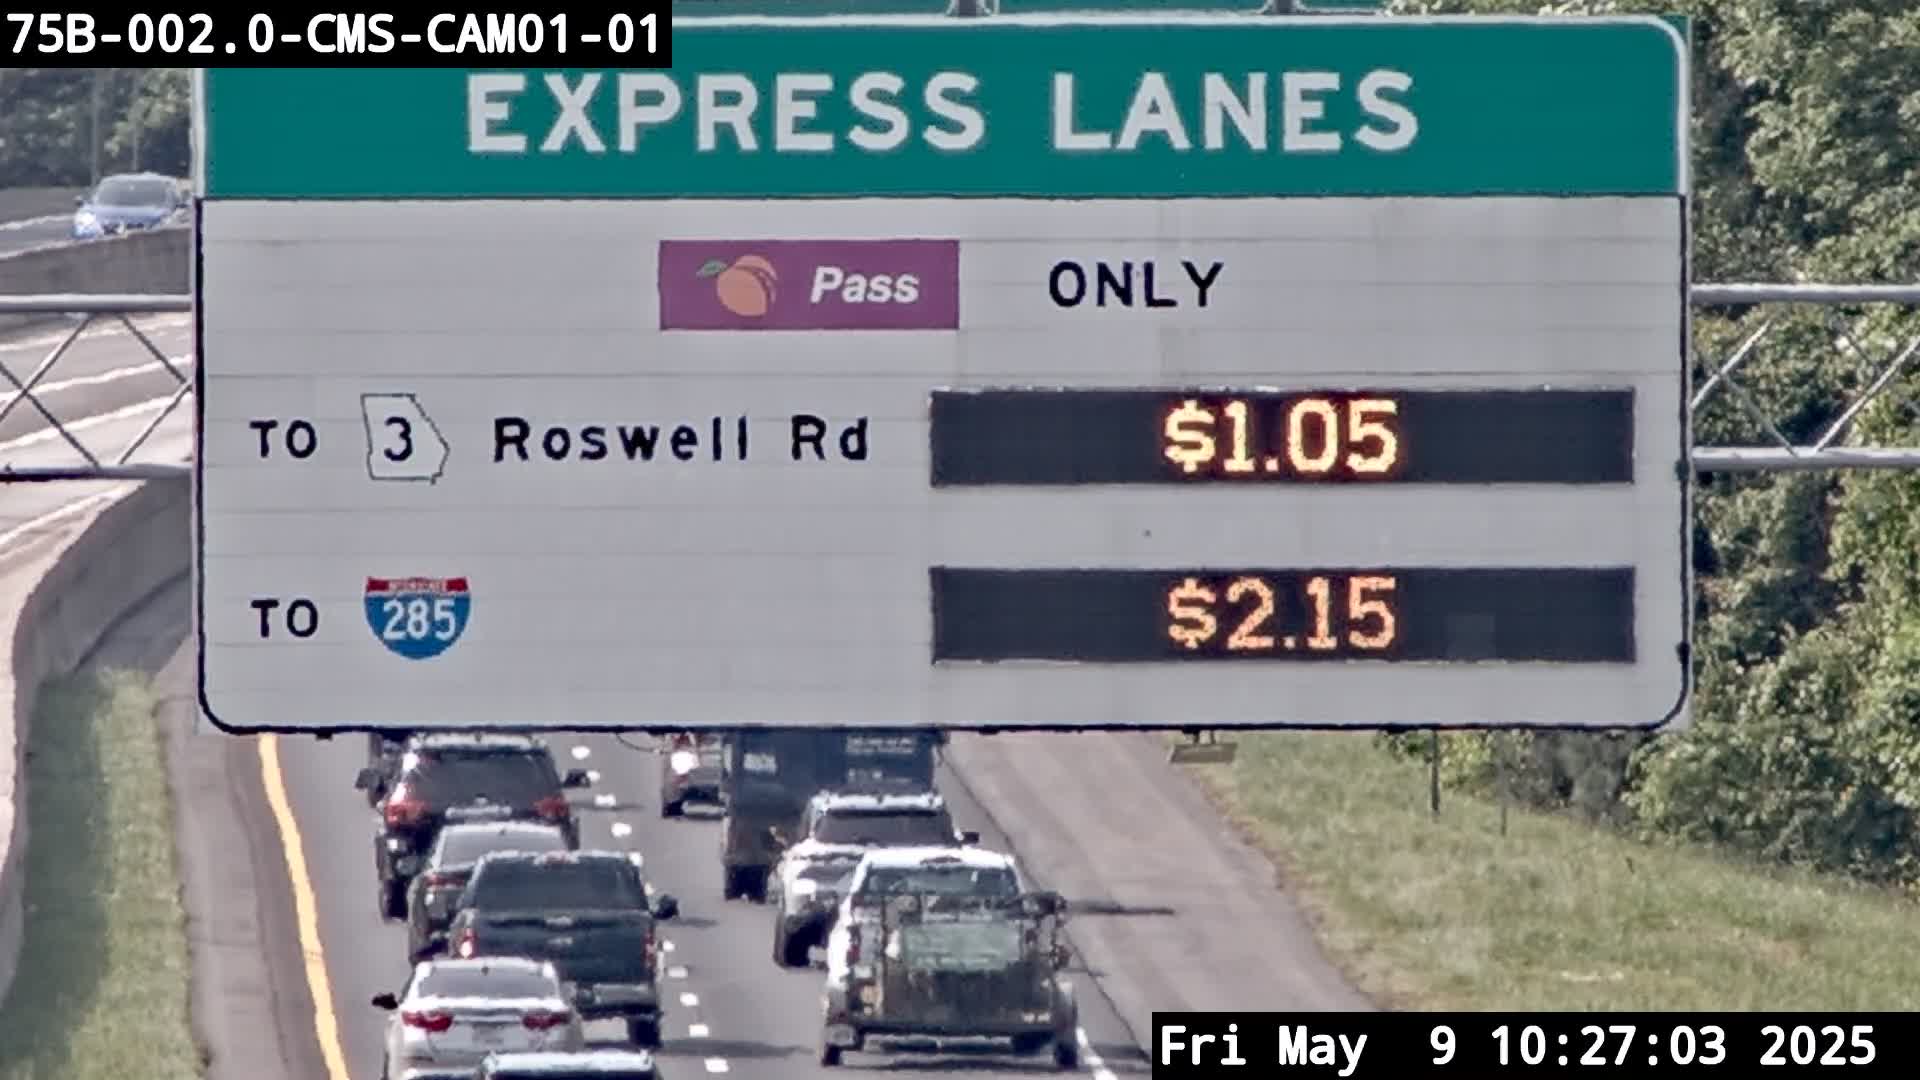 75B-002.0-CMS-CAM01-01
EXPRESS LANES
Pass ONLY
TO 3 Roswell Rd $1.05
TO INTERSTATE 285 $2.15
Fri May 9 10:27:03 2025